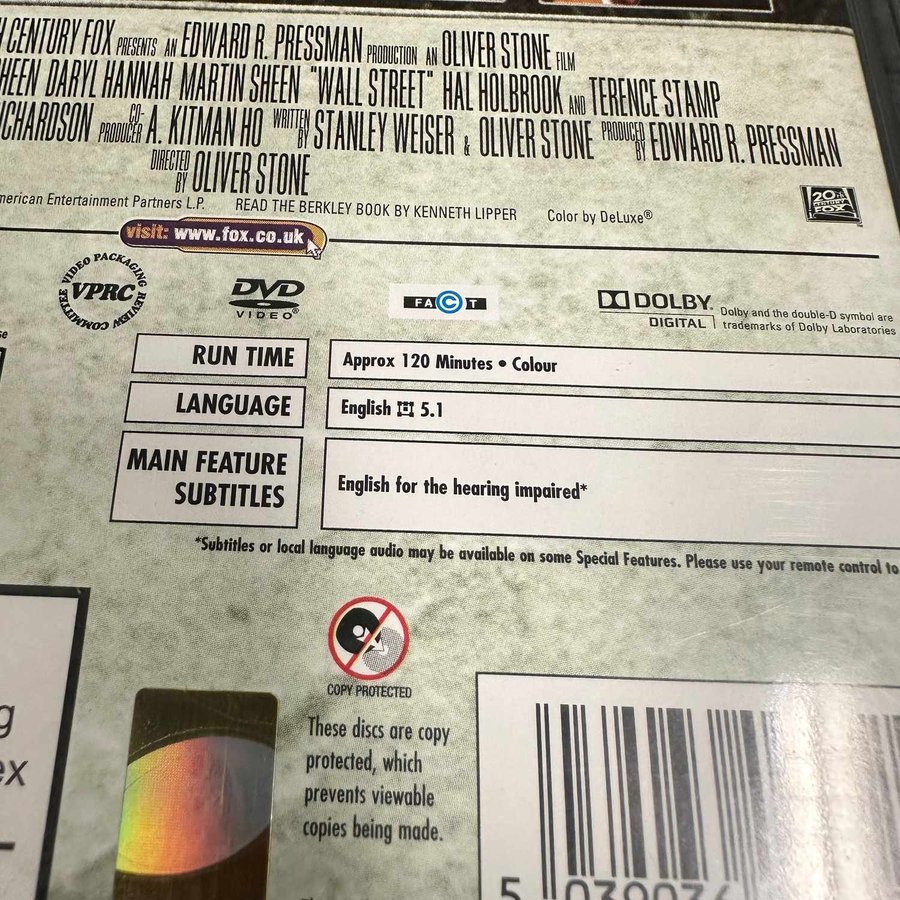 CENTURY FOX PRESENTS AN EDWARD R. PRESSMAN PRODUCTION AN OLIVER STONE FILM
HEEN DARYL HANNAH MARTIN SHEEN "WALL STREET" HAL HOLBROOK AND TERENCE STAMP
ICHARDSON CO-PRODUCER A. KITMAN HO WRITTEN BY STANLEY WEISER & OLIVER STONE PRODUCED BY EDWARD R. PRESSMAN
DIRECTED BY OLIVER STONE
merican Entertainment Partners L.P. READ THE BERKLEY BOOK BY KENNETH LIPPER Color by DeLuxe®
20th CENTURY FOX
visit: www.fox.co.uk
VIDEO PACKAGING REVIEW COMMITTEE
VPRC
DVD
VIDEO®
FACT
DOLBY
DIGITAL
Dolby and the double-D symbol are
trademarks of Dolby Laboratories
RUN TIME Approx 120 Minutes • Colour
LANGUAGE English 5.1
MAIN FEATURE
SUBTITLES
English for the hearing impaired*
*Subtitles or local language audio may be available on some Special Features. Please use your remote control to
COPY PROTECTED
These discs are copy
protected, which
prevents viewable
copies being made.
g
ex
5 039036